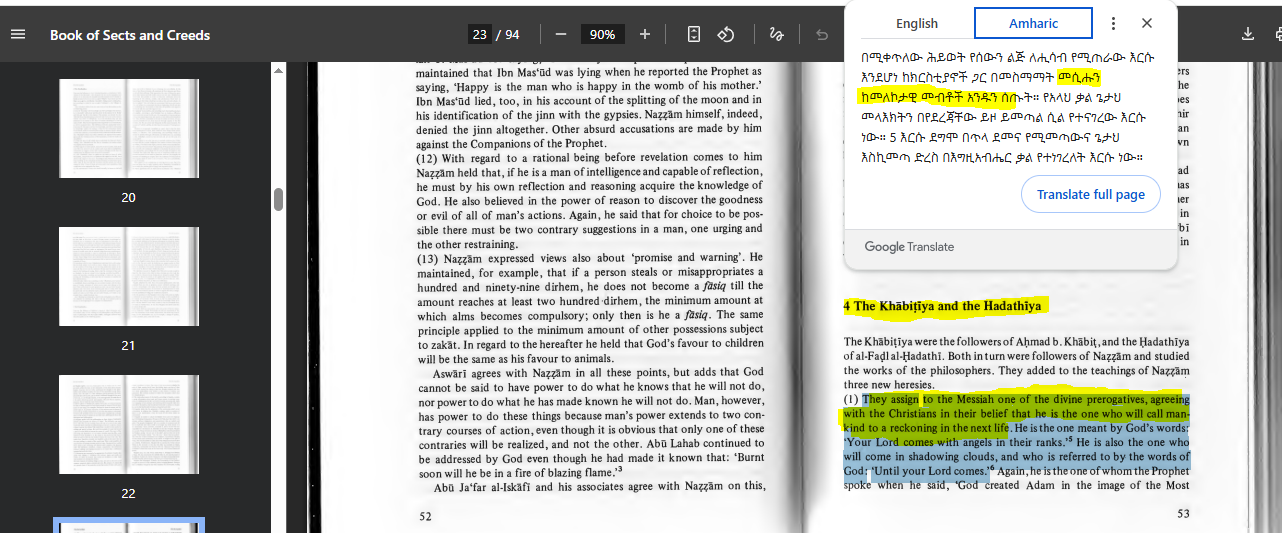 Book of Sects and Creeds
23 / 94
90%
20
21
22
maintained that Ibn Mas'ūd was lying when he reported the Prophet as
saying, 'Happy is the man who is happy in the womb of his mother.'
Ibn Mas'ūd lied, too, in his account of the splitting of the moon and in
his identification of the jinn with the gypsies. Naẓẓām himself, indeed,
denied the jinn altogether. Other absurd accusations are made by him
against the Companions of the Prophet.
(12) With regard to a rational being before revelation comes to him
Naẓẓām held that, if he is a man of intelligence and capable of reflection,
he must by his own reflection and reasoning acquire the knowledge of
God. He also believed in the power of reason to discover the goodness
or evil of all of man's actions. Again, he said that for choice to be pos-
sible there must be two contrary suggestions in a man, one urging and
the other restraining.
(13) Naẓẓām expressed views also about 'promise and warning'. He
maintained, for example, that if a person steals or misappropriates a
hundred and ninety-nine dirhem, he does not become a fāsiq till the
amount reaches at least two hundred dirhem, the minimum amount at
which alms becomes compulsory; only then is he a fāsiq. The same
principle applied to the minimum amount of other possessions subject
to zakāt. In regard to the hereafter he held that God's favour to children
will be the same as his favour to animals.
Aswārī agrees with Naẓẓām in all these points, but adds that God
cannot be said to have power to do what he knows that he will not do,
nor power to do what he has made known he will not do. Man, however,
has power to do these things because man's power extends to two con-
trary courses of action, even though it is obvious that only one of these
contraries will be realized, and not the other. Abū Lahab continued to
be addressed by God even though he had made it known that: 'Burnt
soon will he be in a fire of blazing flame.'3
Abū Ja'far al-Iskāfī and his associates agree with Naẓẓām on this,
52
English
Amharic
በሚቀጥለው ሕይወት የሰውን ልጅ ለሒሳብ የሚጠራው እርሱ
እንደሆነ ከክርስቲያኖች ጋር በመስማማት መሲሑን
ከመለኮታዊ መብቶች አንዱን ሰጡት። የአላህ ቃል ጌታህ
መላእክትን በየደረጃቸው ይዞ ይመጣል ሲል የተናገረው እርሱ
ነው። 5 እርሱ ደግሞ በጥላ ደመና የሚመጣውና ጌታህ
እስኪመጣ ድረስ በእግዚአብሔር ቃል የተነገረለት እርሱ ነው።
Translate full page
Google Translate
4 The Khābiṭīya and the Hadathīya
The Khābiṭīya were the followers of Aḥmad b. Khābiṭ, and the Ḥadathīya
of al-Faḍl al-Ḥadathī. Both in turn were followers of Naẓẓām and studied
the works of the philosophers. They added to the teachings of Naẓẓām
three new heresies.
(1) They assign to the Messiah one of the divine prerogatives, agreeing
with the Christians in their belief that he is the one who will call man-
kind to a reckoning in the next life. He is the one meant by God's words:
'Your Lord comes with angels in their ranks.'5 He is also the one who
will come in shadowing clouds, and who is referred to by the words of
God: 'Until your Lord comes.'6 Again, he is the one of whom the Prophet
spoke when he said, 'God created Adam in the image of the Most
53